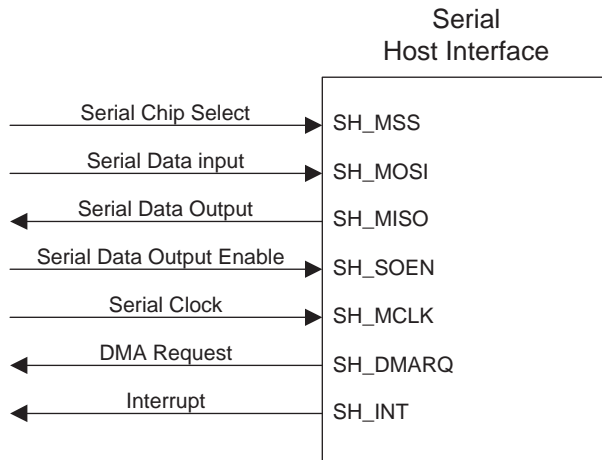 Serial
Host Interface
Serial Chip Select SH_MSS
Serial Data input SH_MOSI
Serial Data Output SH_MISO
Serial Data Output Enable SH_SOEN
Serial Clock SH_MCLK
DMA Request SH_DMARQ
Interrupt SH_INT